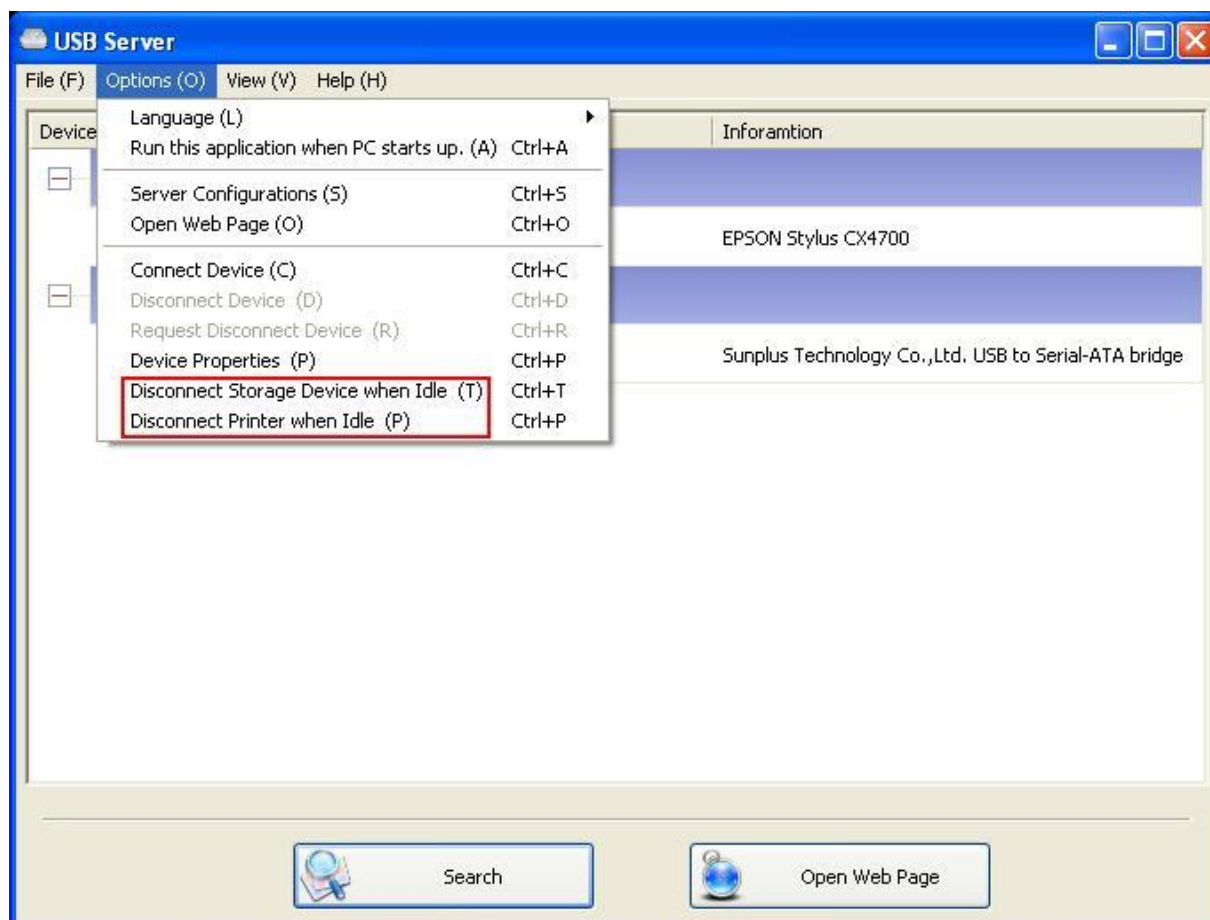 USB Server
File (F) Options (O) View (V) Help (H)
Device Inforamtion
Language (L)
Run this application when PC starts up. (A) Ctrl+A
Server Configurations (S) Ctrl+S
Open Web Page (O) Ctrl+O
EPSON Stylus CX4700
Connect Device (C) Ctrl+C
Disconnect Device (D) Ctrl+D
Request Disconnect Device (R) Ctrl+R
Device Properties (P) Ctrl+P
Sunplus Technology Co.,Ltd. USB to Serial-ATA bridge
Disconnect Storage Device when Idle (T) Ctrl+T
Disconnect Printer when Idle (P) Ctrl+P
Search Open Web Page